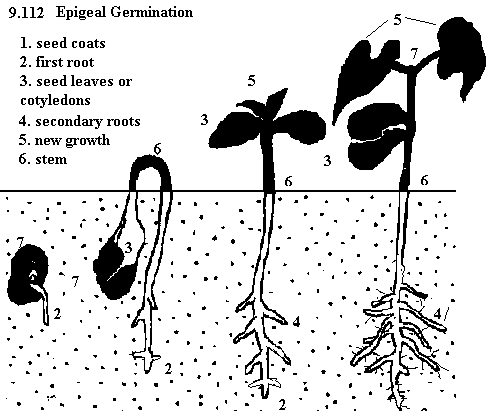 9.112 Epigeal Germination
1. seed coats
2. first root
3. seed leaves or
cotyledons
4. secondary roots
5. new growth
6. stem
5
7
5
3
6
3
6
6
7
3
7
2
4
4
2
2